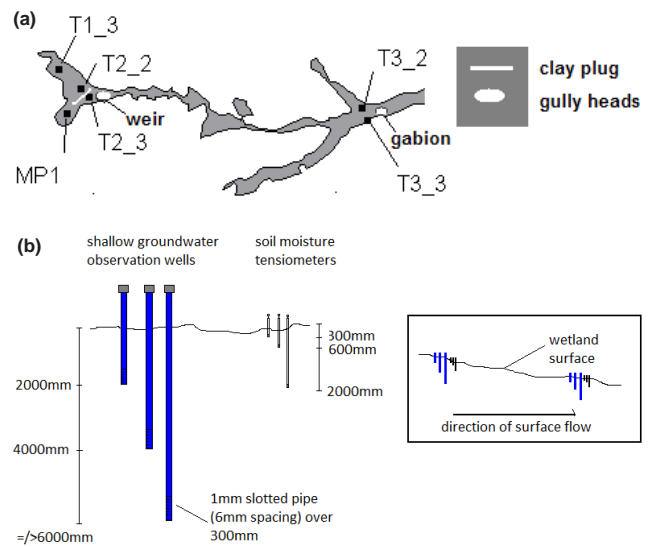 (a)
T1_3
T2_2
weir
T2_3
MP1
T3_2
gabion
T3_3
clay plug
gully heads
(b)
shallow groundwater
observation wells
soil moisture
tensiometers
300mm
600mm
2000mm
2000mm
4000mm
=/>6000mm
1mm slotted pipe
(6mm spacing) over
300mm
wetland
surface
direction of surface flow